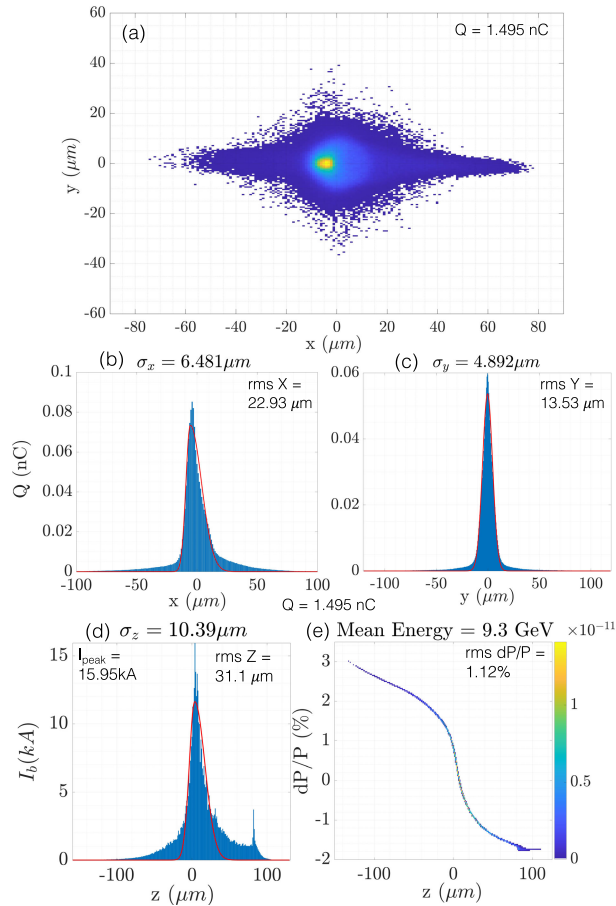 (a)
Q = 1.495 nC
60
40
20
0
-20
-40
-60
y (μm)
-80 -60 -40 -20 0 20 40 60 80
x (μm)
(b) σx = 6.481μm
(c) σy = 4.892μm
rms X =
22.93 μm
0.1
0.08
0.06
0.04
0.02
0
Q (nC)
-100 -50 0 50 100
x (μm)
rms Y =
13.53 μm
0.06
0.04
0.02
0
-100 -50 0 50 100
y (μm)
Q = 1.495 nC
(d) σz = 10.39μm
(e) Mean Energy = 9.3 GeV
×10⁻¹¹
Ipeak =
15.95kA
rms Z =
31.1 μm
15
10
5
0
Ib(kA)
-100 0 100
z (μm)
rms dP/P =
1.12%
3
2
1
0
-1
-2
dP/P (%)
-100 0 100
z (μm)
1
0.5
0